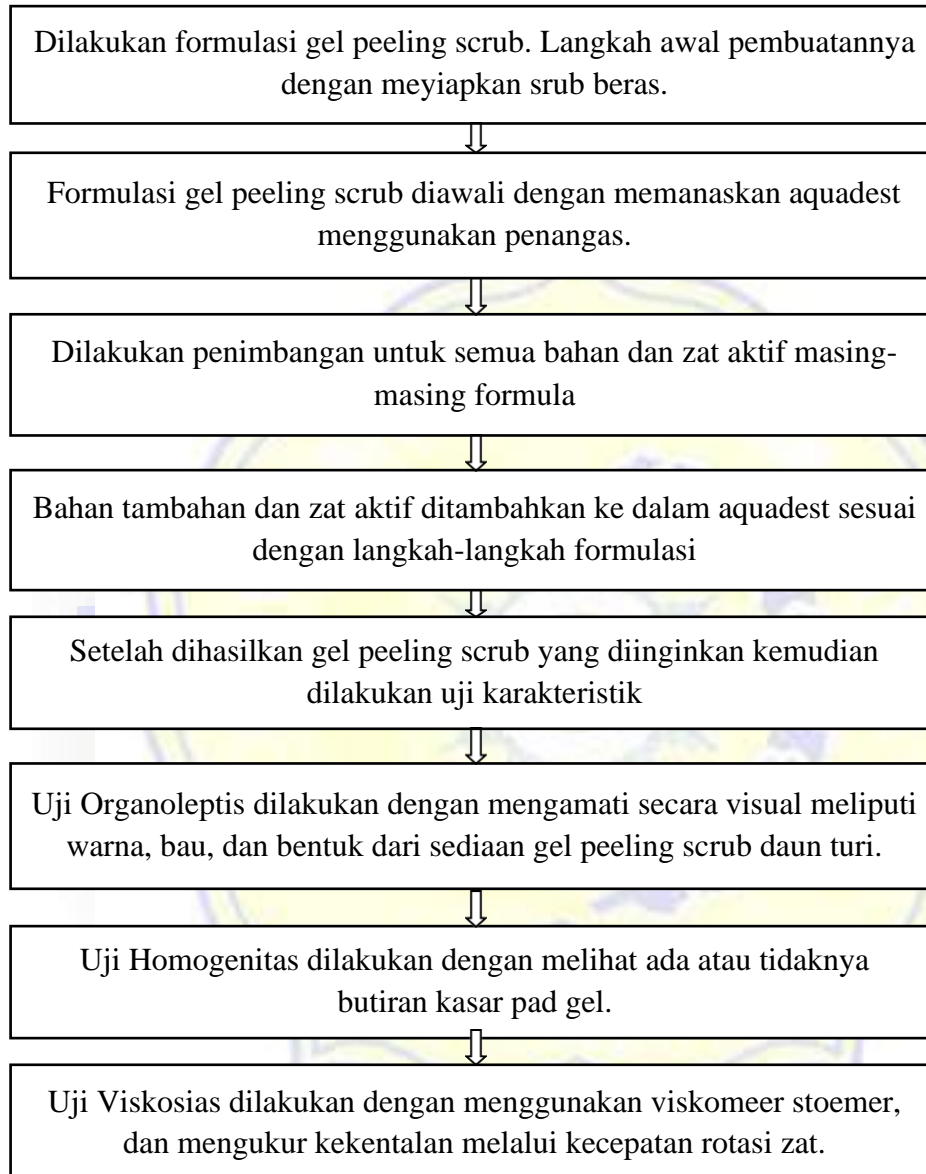 Dilakukan formulasi gel peeling scrub. Langkah awal pembuatannya
dengan meyiapkan srub beras.
Formulasi gel peeling scrub diawali dengan memanaskan aquadest
menggunakan penangas.
Dilakukan penimbangan untuk semua bahan dan zat aktif masing-
masing formula
Bahan tambahan dan zat aktif ditambahkan ke dalam aquadest sesuai
dengan langkah-langkah formulasi
Setelah dihasilkan gel peeling scrub yang diinginkan kemudian
dilakukan uji karakteristik
Uji Organoleptis dilakukan dengan mengamati secara visual meliputi
warna, bau, dan bentuk dari sediaan gel peeling scrub daun turi.
Uji Homogenitas dilakukan dengan melihat ada atau tidaknya
butiran kasar pad gel.
Uji Viskosias dilakukan dengan menggunakan viskomeer stoemer,
dan mengukur kekentalan melalui kecepatan rotasi zat.